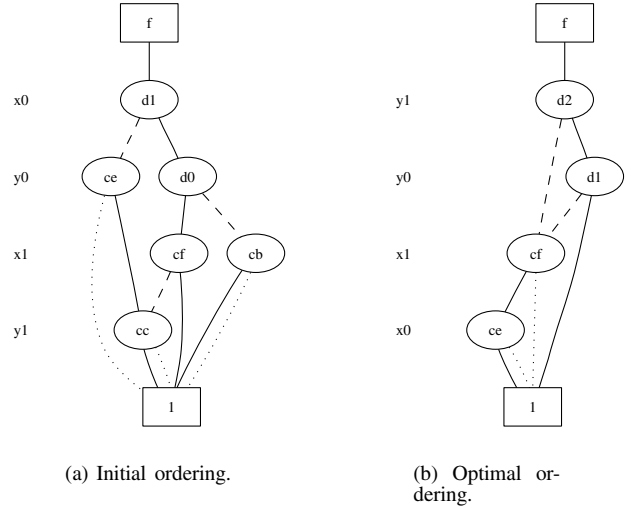 f f
x0 d1 y1 d2
y0 ce d0 y0 d1
x1 cf cb x1 cf
y1 cc x0 ce
1 1
(a) Initial ordering. (b) Optimal or-
dering.